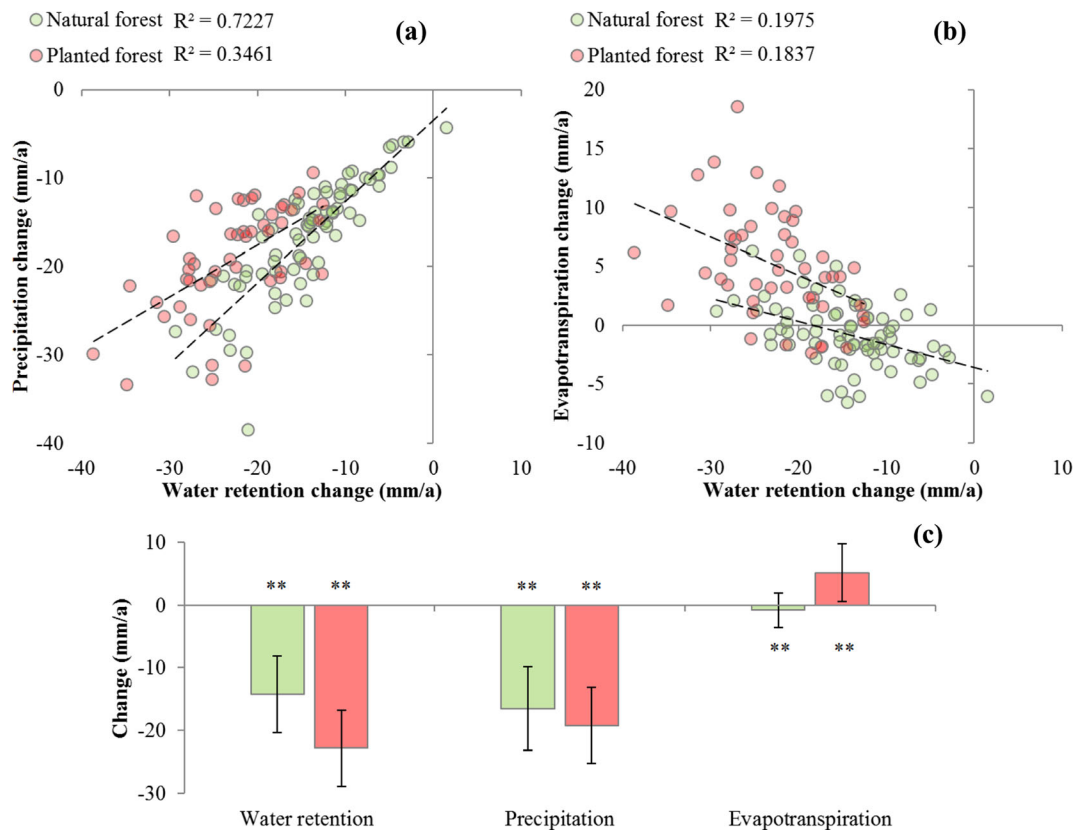 Natural forest R² = 0.7227
Planted forest R² = 0.3461
(a)
0
-10
-20
-30
-40
Precipitation change (mm/a)
-40 -30 -20 -10 0 10
Water retention change (mm/a)
Natural forest R² = 0.1975
Planted forest R² = 0.1837
(b)
20
15
10
5
0
-5
-10
Evapotranspiration change (mm/a)
-40 -30 -20 -10 0 10
Water retention change (mm/a)
(c)
10
0
-10
-20
-30
Change (mm/a)
** ** ** ** ** **
Water retention Precipitation Evapotranspiration